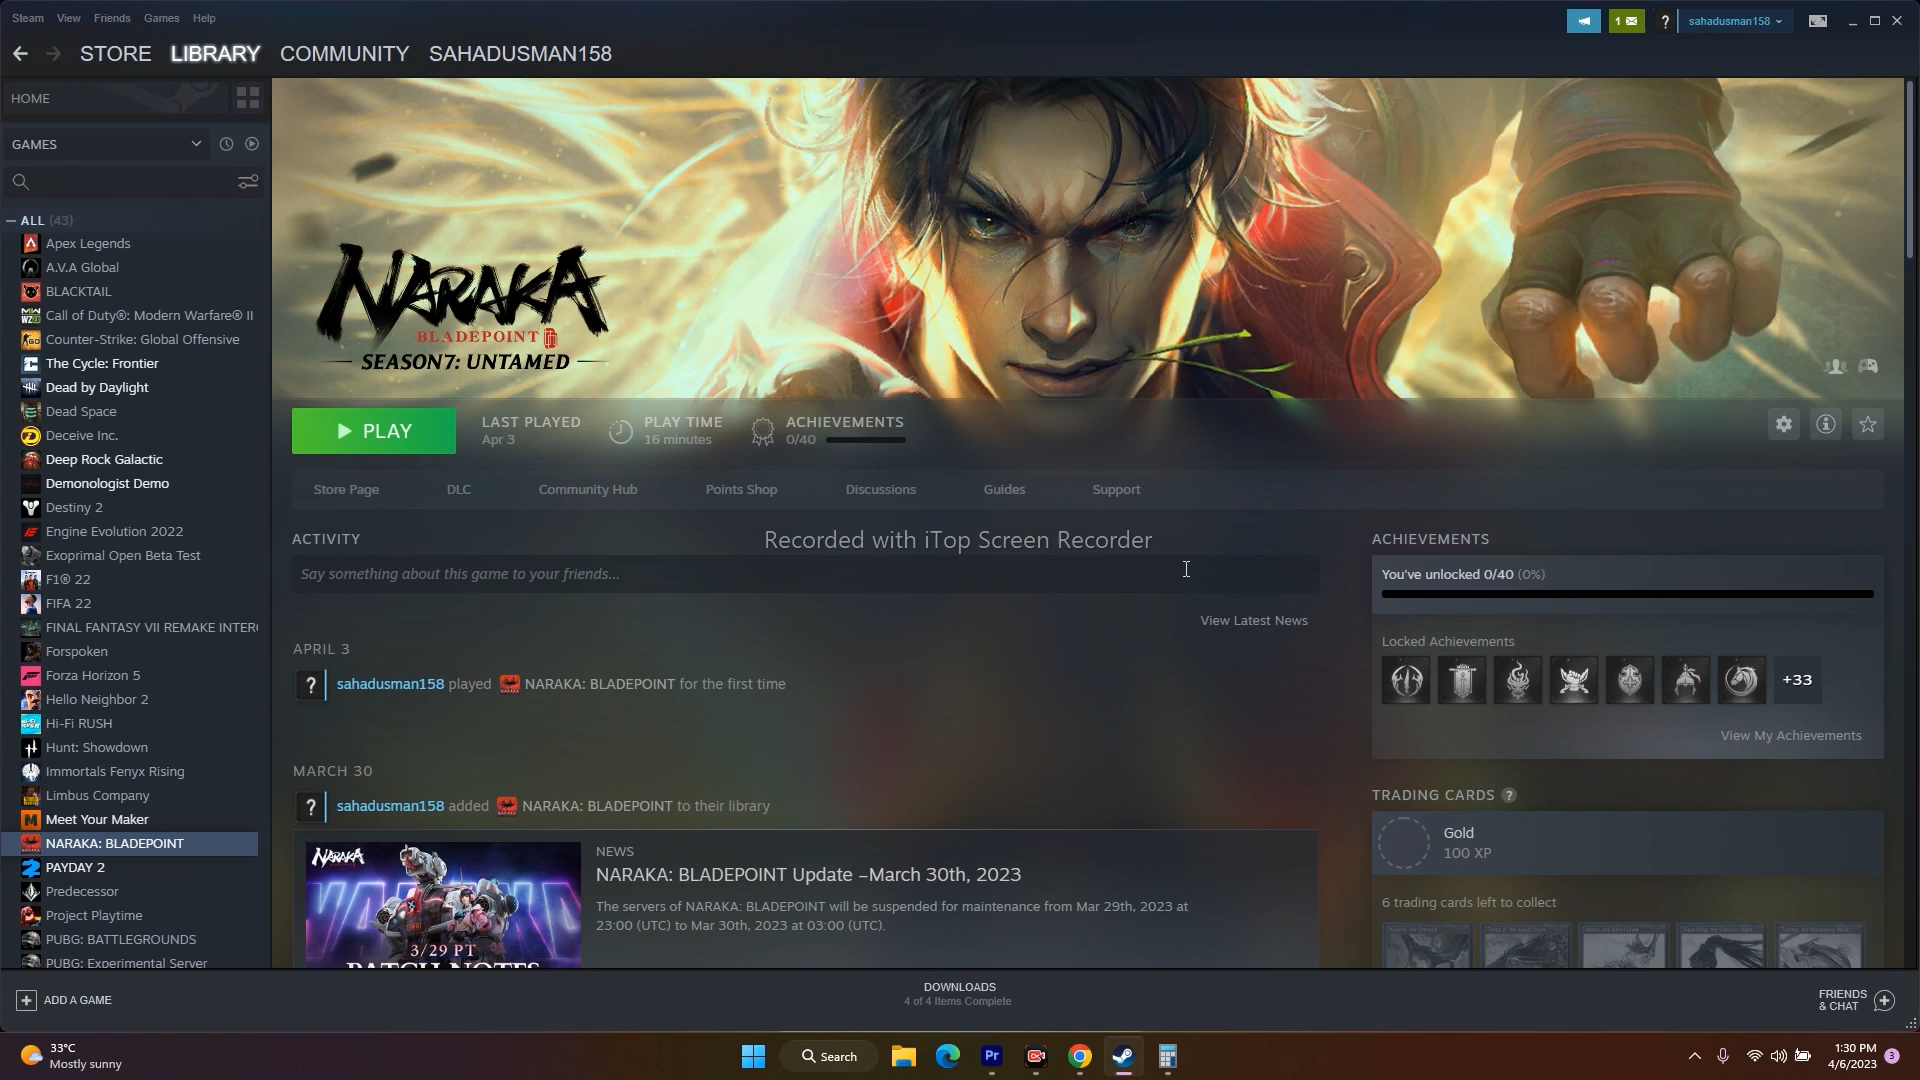 Steam View Friends Games Help
1
?
sahadusman158
STORE LIBRARY COMMUNITY SAHADUSMAN158
HOME
GAMES
ALL (43)
Apex Legends
A.V.A Global
BLACKTAIL
Call of Duty®: Modern Warfare® II
Counter-Strike: Global Offensive
The Cycle: Frontier
Dead by Daylight
Dead Space
Deceive Inc.
Deep Rock Galactic
Demonologist Demo
Destiny 2
Engine Evolution 2022
Exoprimal Open Beta Test
F1® 22
FIFA 22
FINAL FANTASY VII REMAKE INTER
Forspoken
Forza Horizon 5
Hello Neighbor 2
Hi-Fi RUSH
Hunt: Showdown
Immortals Fenyx Rising
Limbus Company
Meet Your Maker
NARAKA: BLADEPOINT
PAYDAY 2
Predecessor
Project Playtime
PUBG: BATTLEGROUNDS
PUBG: Experimental Server
NARAKA
BLADEPOINT
SEASON7: UNTAMED
PLAY
LAST PLAYED
Apr 3
PLAY TIME
16 minutes
ACHIEVEMENTS
0/40
Store Page DLC Community Hub Points Shop Discussions Guides Support
ACTIVITY
Recorded with iTop Screen Recorder
Say something about this game to your friends...
View Latest News
APRIL 3
? sahadusman158 played NARAKA: BLADEPOINT for the first time
MARCH 30
? sahadusman158 added NARAKA: BLADEPOINT to their library
NARAKA
3/29 PT
PATCH NOTES
NEWS
NARAKA: BLADEPOINT Update –March 30th, 2023
The servers of NARAKA: BLADEPOINT will be suspended for maintenance from Mar 29th, 2023 at
23:00 (UTC) to Mar 30th, 2023 at 03:00 (UTC).
ACHIEVEMENTS
You've unlocked 0/40 (0%)
Locked Achievements
+33
View My Achievements
TRADING CARDS ?
Gold
100 XP
6 trading cards left to collect
ADD A GAME
DOWNLOADS
4 of 4 Items Complete
FRIENDS
& CHAT
33°C
Mostly sunny
Search
Pr
1:30 PM
4/6/2023
3